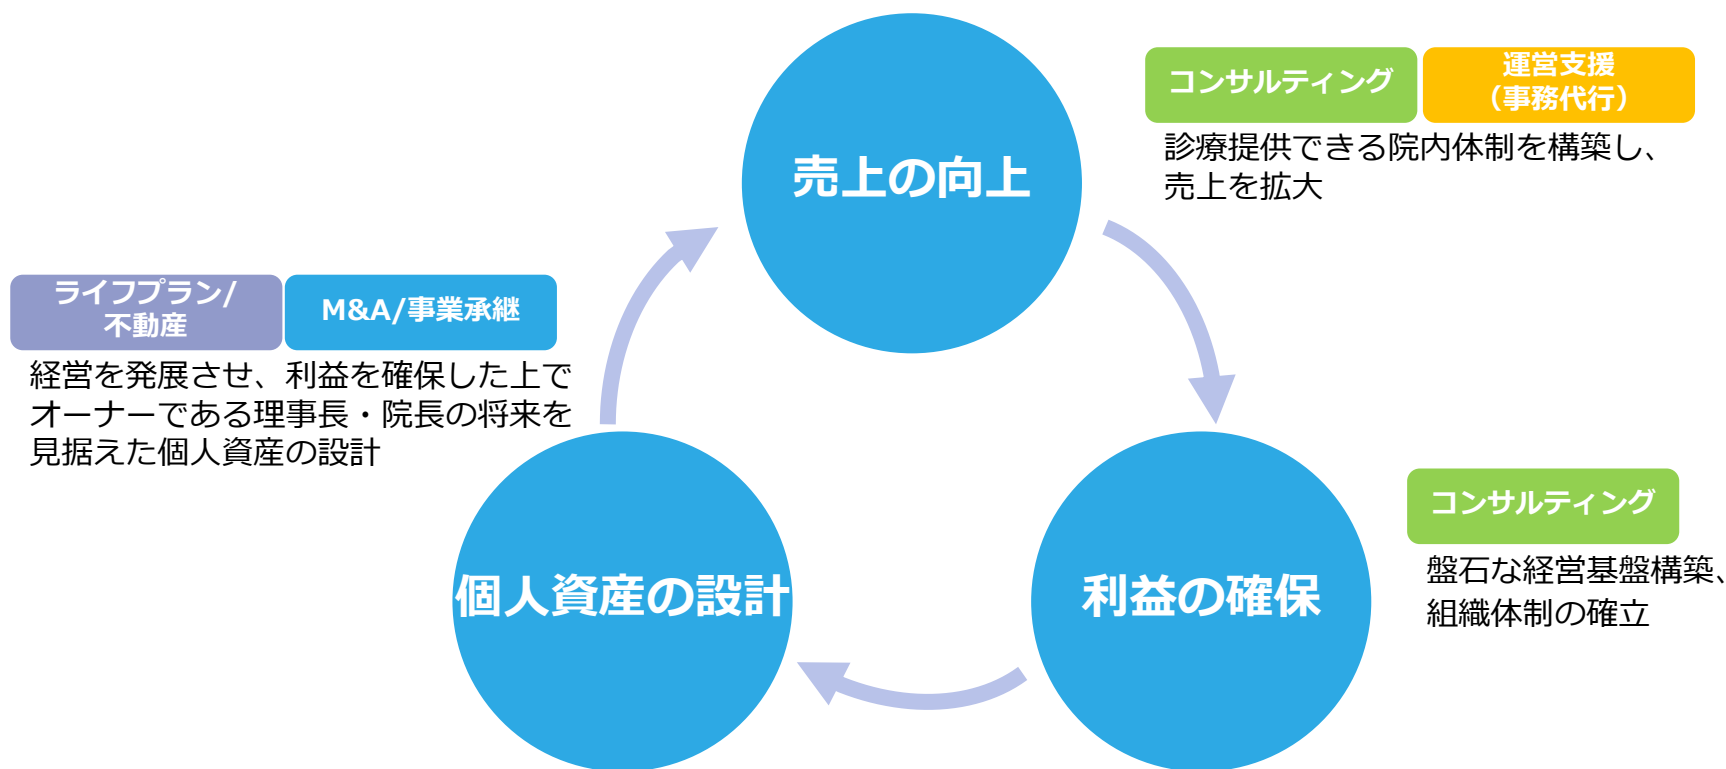 売上の向上
コンサルティング
運営支援
（事務代行）
診療提供できる院内体制を構築し、
売上を拡大
ライフプラン/
不動産
M&A/事業承継
経営を発展させ、利益を確保した上で
オーナーである理事長・院長の将来を
見据えた個人資産の設計
コンサルティング
盤石な経営基盤構築、
組織体制の確立
個人資産の設計
利益の確保